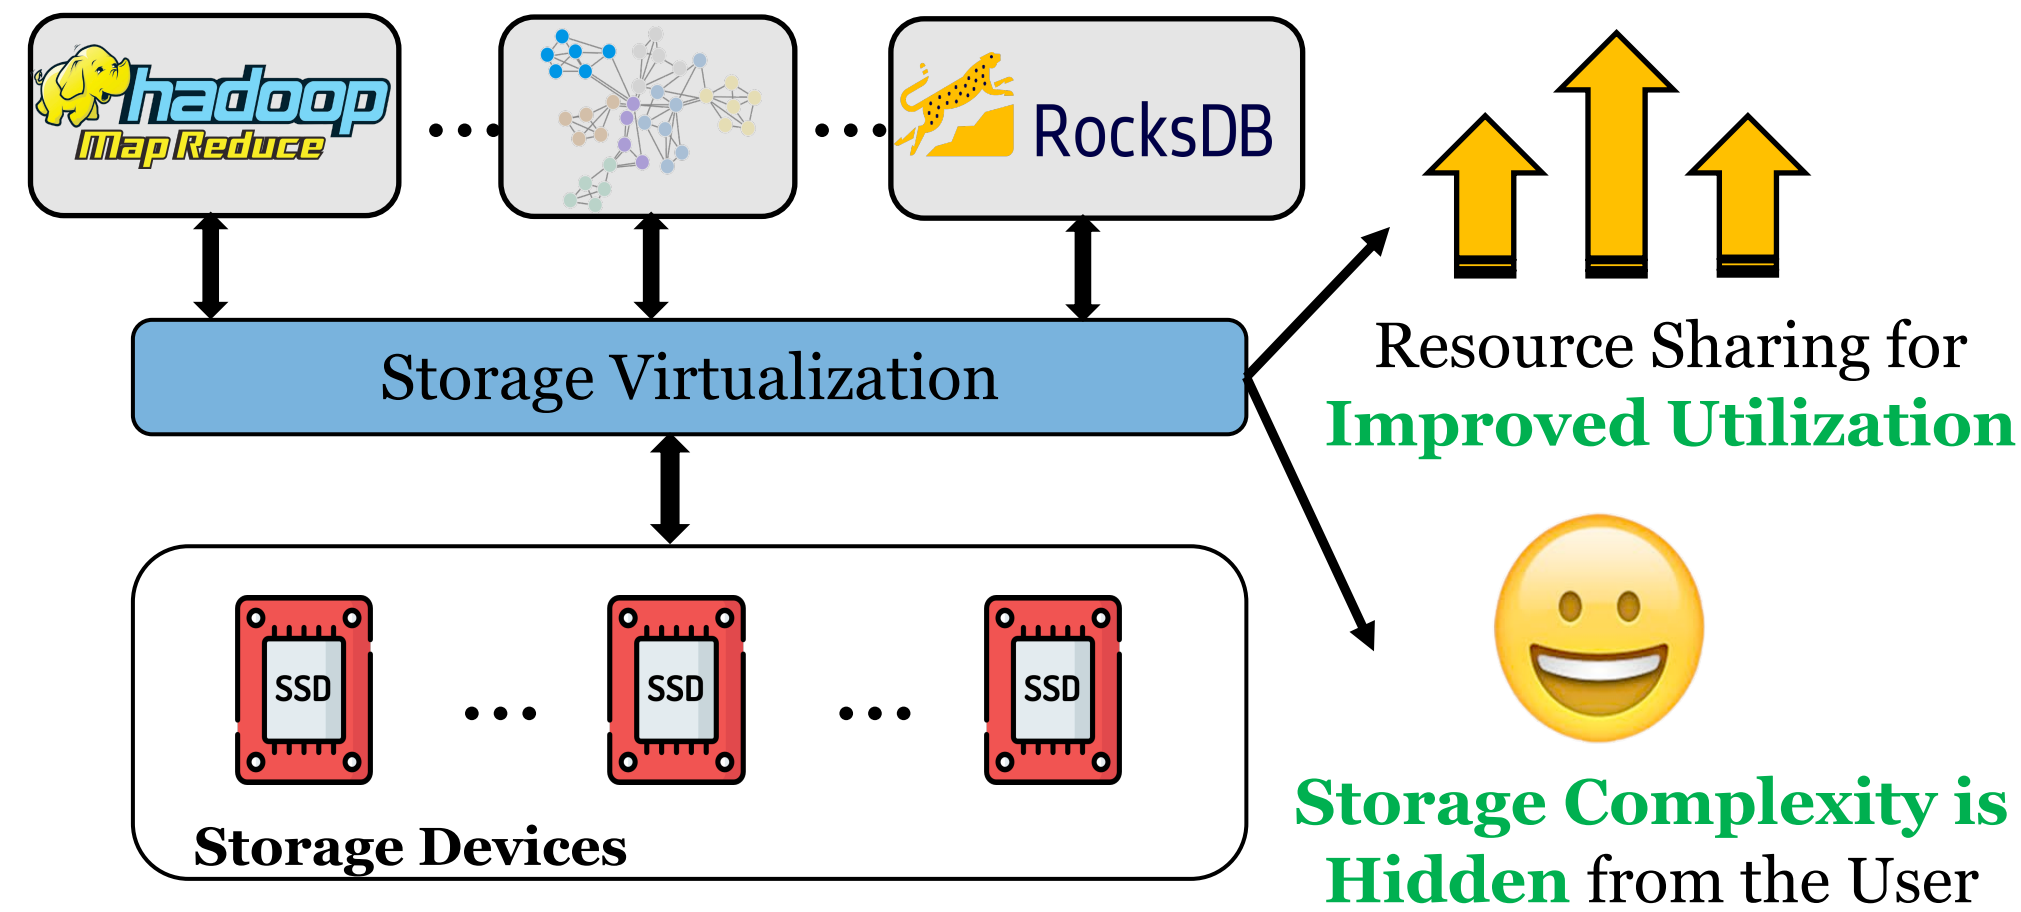 hadoop
Map Reduce
RocksDB
Storage Virtualization
Resource Sharing for
Improved Utilization
SSD
SSD
SSD
Storage Devices
Storage Complexity is
Hidden from the User